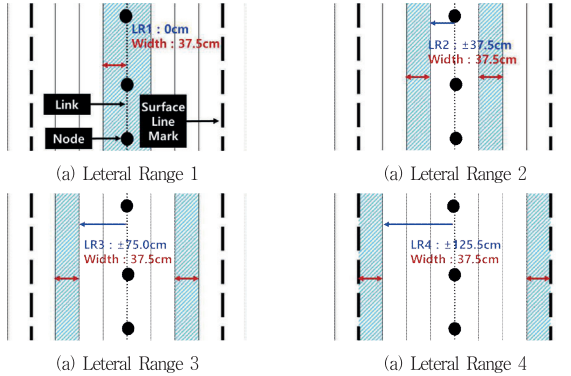 LR1 : 0cm
Width : 37.5cm
Link
Node
Surface
Line
Mark
(a) Leteral Range 1
LR2 : ±37.5cm
Width : 37.5cm
(a) Leteral Range 2
LR3 : ±75.0cm
Width : 37.5cm
(a) Leteral Range 3
LR4 : ±125.5cm
Width : 37.5cm
(a) Leteral Range 4